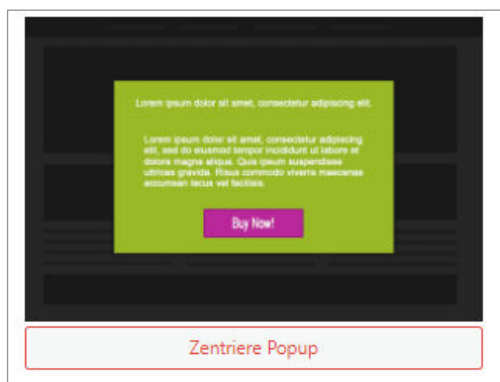 Lorem ipsum dolor sit amet, consectetur adipiscing elit.
Lorem ipsum dolor sit amet, consectetur adipiscing
elit, sed do eiusmod tempor incididunt ut labore et
dolore magna aliqua. Quis ipsum suspendisse
ultrices gravida. Risus commodo viverra maecenas
accumsan lacus vel facilisis.
Buy Now!
Zentriere Popup